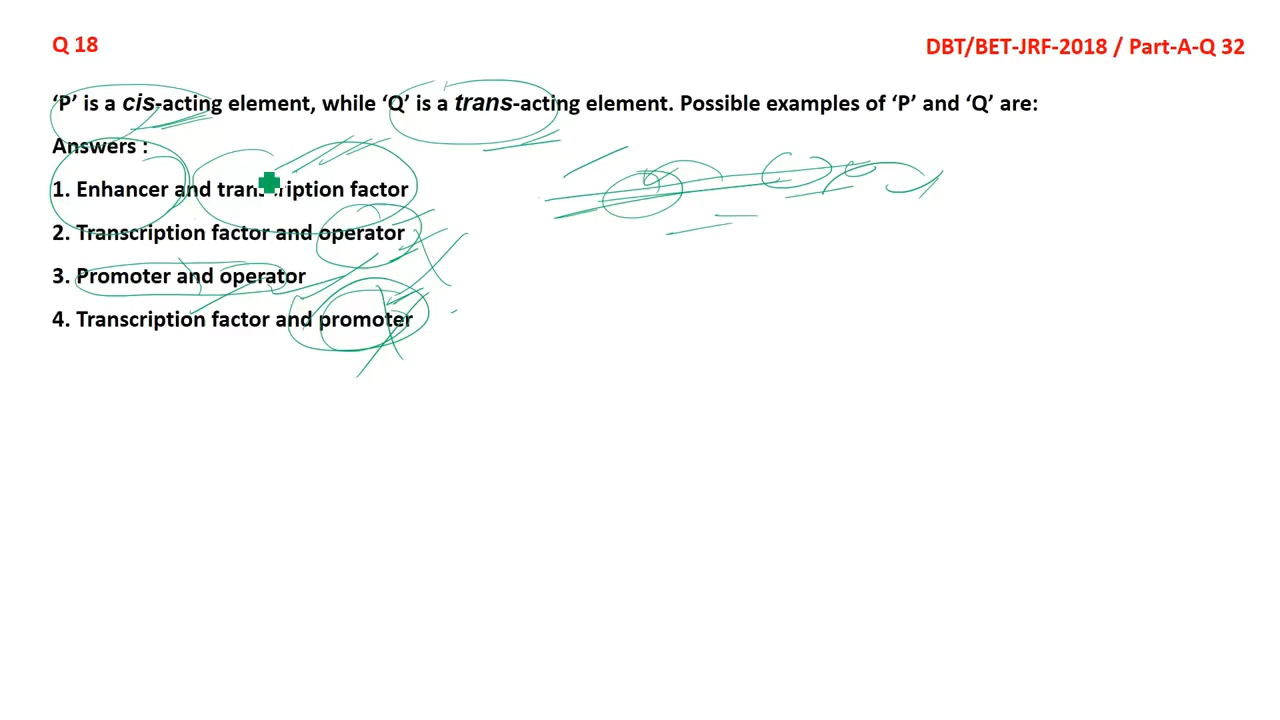 Q 18
DBT/BET-JRF-2018 / Part-A-Q 32
‘P’ is a cis-acting element, while ‘Q’ is a trans-acting element. Possible examples of ‘P’ and ‘Q’ are:
Answers :
1. Enhancer and transcription factor
2. Transcription factor and operator
3. Promoter and operator
4. Transcription factor and promoter